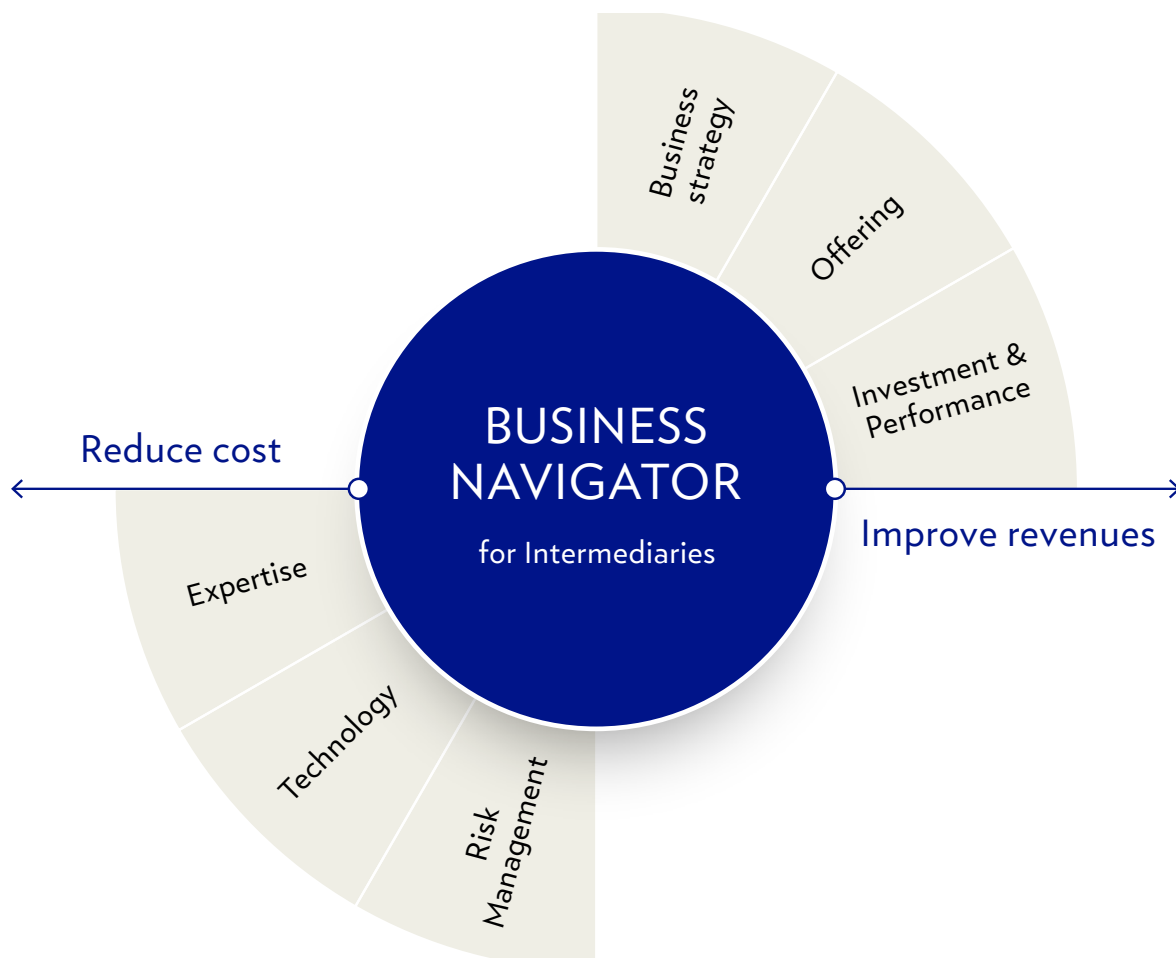 Business
strategy
Offering
Investment &
Performance
BUSINESS
NAVIGATOR
for Intermediaries
Reduce cost
Improve revenues
Expertise
Technology
Risk
Management